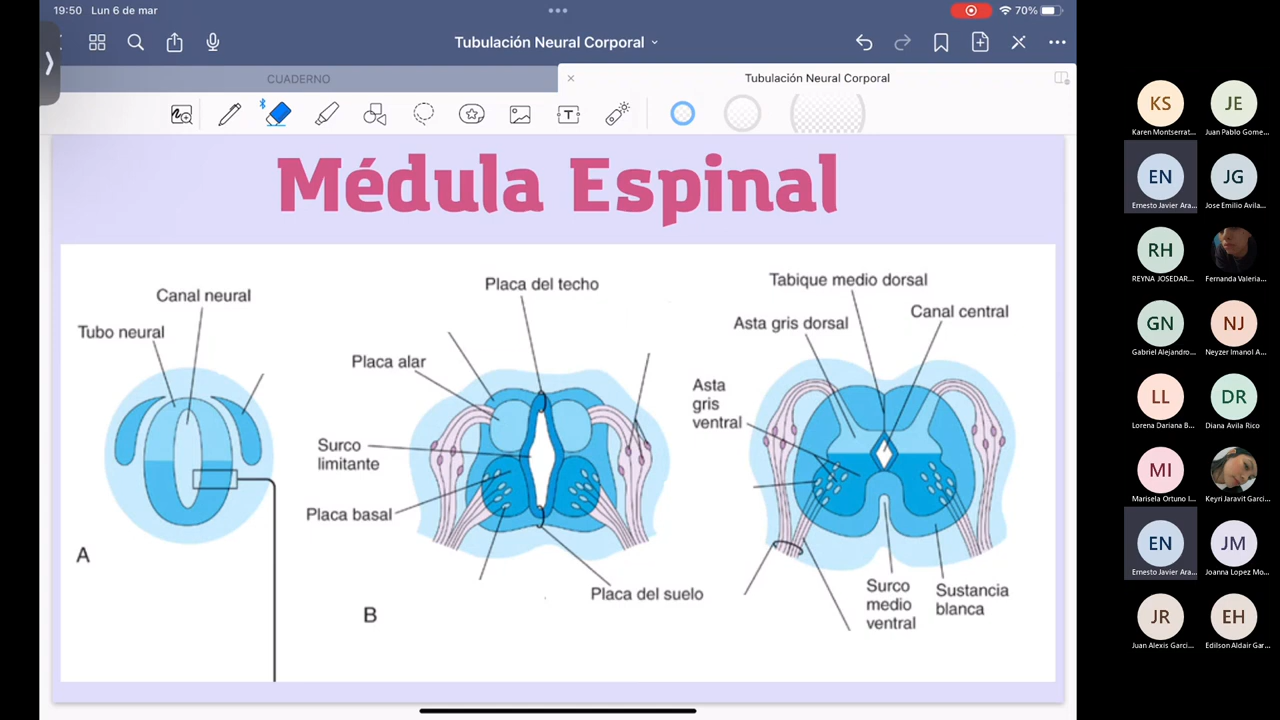 19:50 Lun 6 de mar
70%
Tubulación Neural Corporal
CUADERNO
Tubulación Neural Corporal
Médula Espinal
Canal neural
Tubo neural
A
Placa del techo
Placa alar
Surco
limitante
Placa basal
Placa del suelo
B
Tabique medio dorsal
Canal central
Asta gris dorsal
Asta
gris
ventral
Surco
medio
ventral
Sustancia
blanca
KS
Karen Montserrat...
JE
Juan Pablo Gome...
EN
Ernesto Javier Ara...
JG
Jose Emilio Avila...
RH
REYNA JOSEDAR...
Fernanda Valeria...
GN
Gabriel Alejandro...
NJ
Neyzer Imanol A...
LL
Lorena Dariana B...
DR
Diana Avila Rico
MI
Marisela Ortuno I...
Keyri Jaravit Garci...
EN
Ernesto Javier Ara...
JM
Joanna Lopez Mo...
JR
Juan Alexis Garci...
EH
Edilson Aldair Gar...